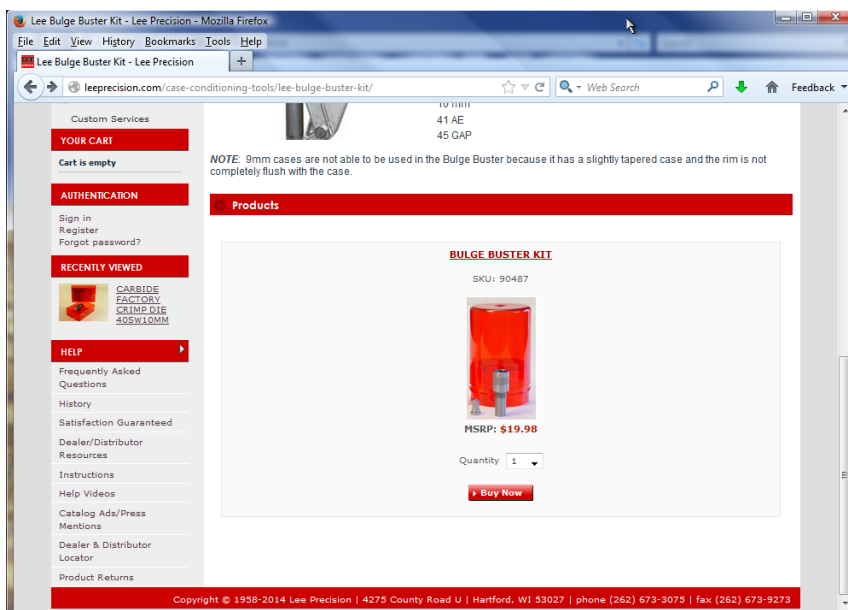 Lee Bulge Buster Kit - Lee Precision - Mozilla Firefox
File Edit View History Bookmarks Tools Help
Lee Bulge Buster Kit - Lee Precision +
leeprecision.com/case-conditioning-tools/lee-bulge-buster-kit/ Web Search Feedback
Custom Services
YOUR CART
Cart is empty
AUTHENTICATION
Sign in
Register
Forgot password?
RECENTLY VIEWED
CARBIDE
FACTORY
CRIMP DIE
40SW10MM
HELP
Frequently Asked
Questions
History
Satisfaction Guaranteed
Dealer/Distributor
Resources
Instructions
Help Videos
Catalog Ads/Press
Mentions
Dealer & Distributor
Locator
Product Returns
10 mm
41 AE
45 GAP
NOTE: 9mm cases are not able to be used in the Bulge Buster because it has a slightly tapered case and the rim is not
completely flush with the case.
Products
BULGE BUSTER KIT
SKU: 90487
MSRP: $19.98
Quantity 1
Buy Now
Copyright © 1958-2014 Lee Precision | 4275 County Road U | Hartford, WI 53027 | phone (262) 673-3075 | fax (262) 673-9273